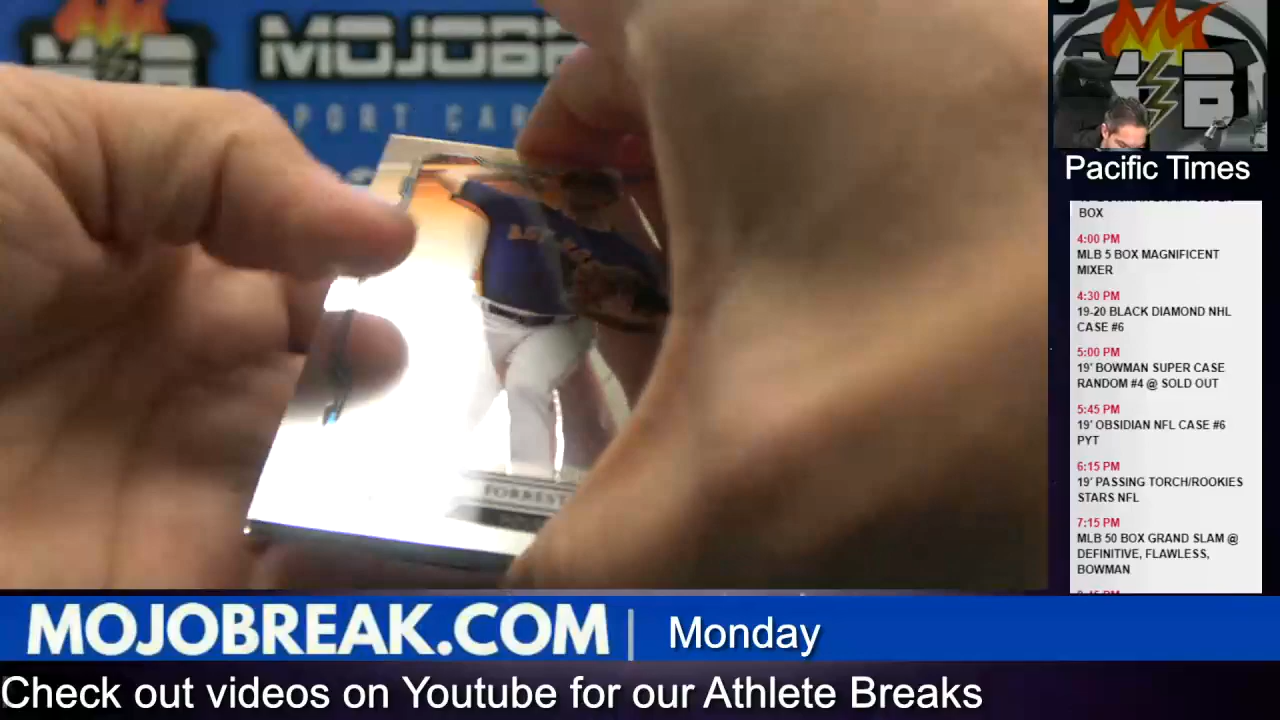 MOJOB
PORT CA
FORREST
Pacific Times
BOX
4:00 PM
MLB 5 BOX MAGNIFICENT
MIXER
4:30 PM
19-20 BLACK DIAMOND NHL
CASE #6
5:00 PM
19' BOWMAN SUPER CASE
RANDOM #4 @ SOLD OUT
5:45 PM
19' OBSIDIAN NFL CASE #6
PYT
6:15 PM
19' PASSING TORCH/ROOKIES
STARS NFL
7:15 PM
MLB 50 BOX GRAND SLAM @
DEFINITIVE, FLAWLESS,
BOWMAN
MOJOBREAK.COM | Monday
Check out videos on Youtube for our Athlete Breaks